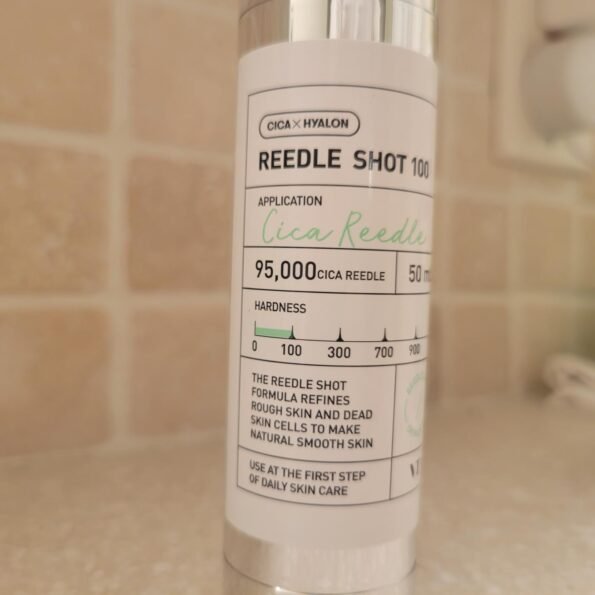 CICA×HYALON
REEDLE SHOT 100
APPLICATION
Cica Reedle
95,000 CICA REEDLE
50
HARDNESS
0 100 300 700 900
THE REEDLE SHOT
FORMULA REFINES
ROUGH SKIN AND DEAD
SKIN CELLS TO MAKE
NATURAL SMOOTH SKIN
USE AT THE FIRST STEP
OF DAILY SKIN CARE